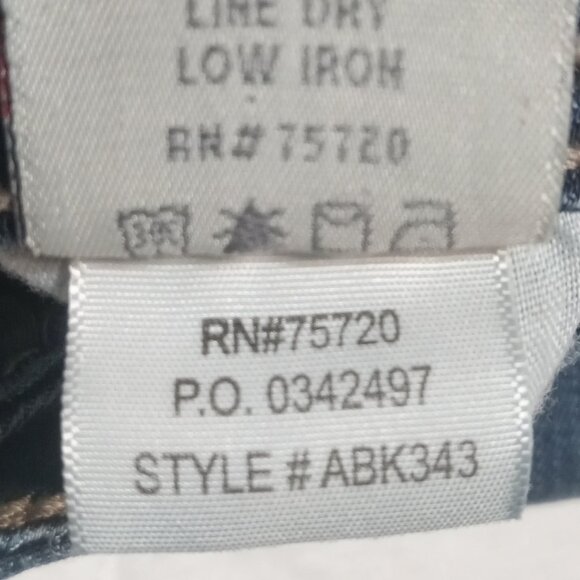 LINE DRY
LOW IRON
RN# 75720
RN#75720
P.O. 0342497
STYLE # ABK343